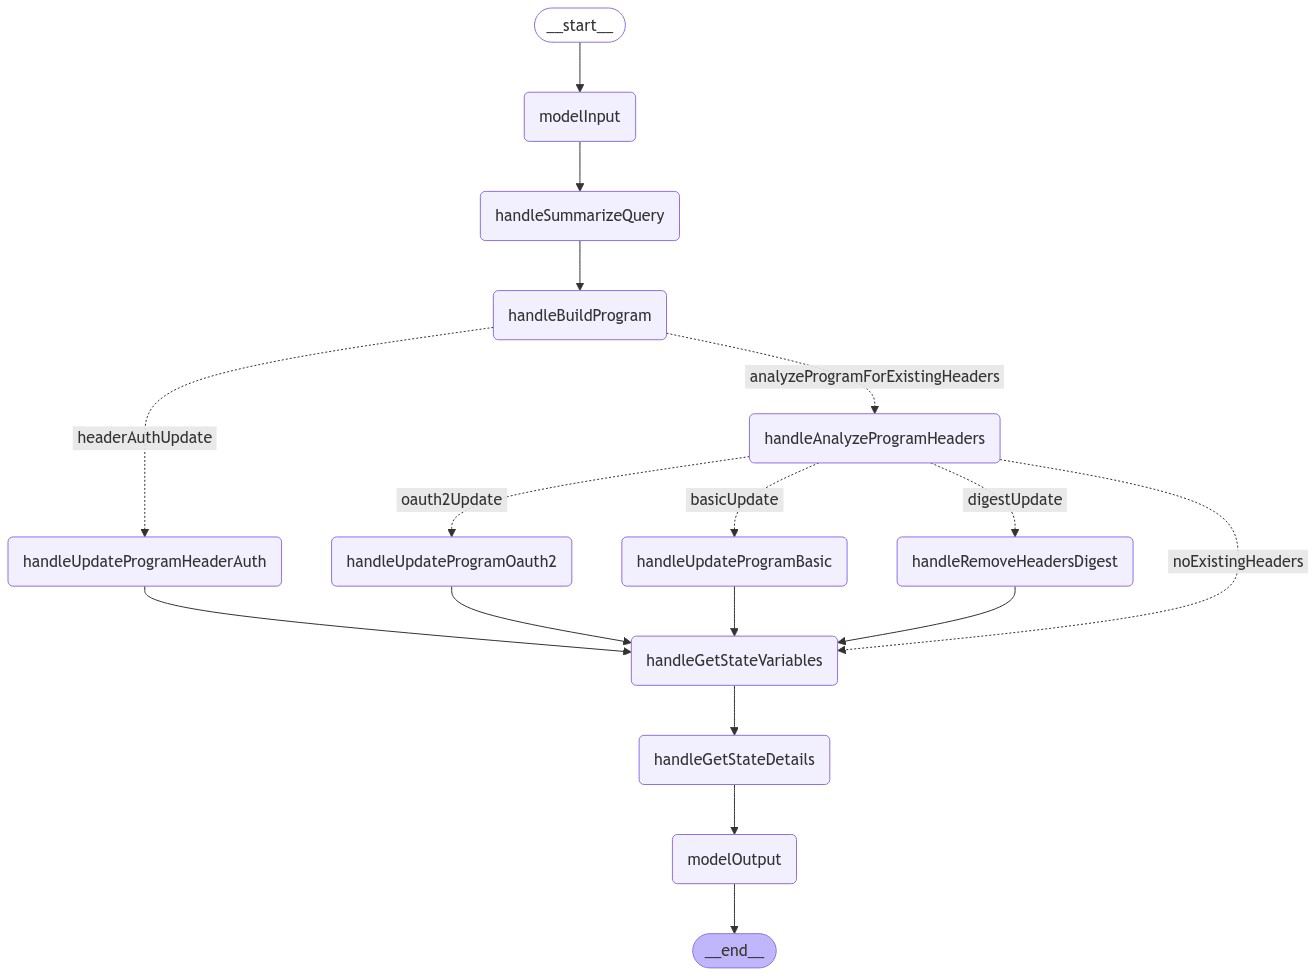 __start__
modelInput
handleSummarizeQuery
handleBuildProgram
analyzeProgramForExistingHeaders
headerAuthUpdate
handleAnalyzeProgramHeaders
oauth2Update
basicUpdate
digestUpdate
noExistingHeaders
handleUpdateProgramHeaderAuth
handleUpdateProgramOauth2
handleUpdateProgramBasic
handleRemoveHeadersDigest
handleGetStateVariables
handleGetStateDetails
modelOutput
__end__